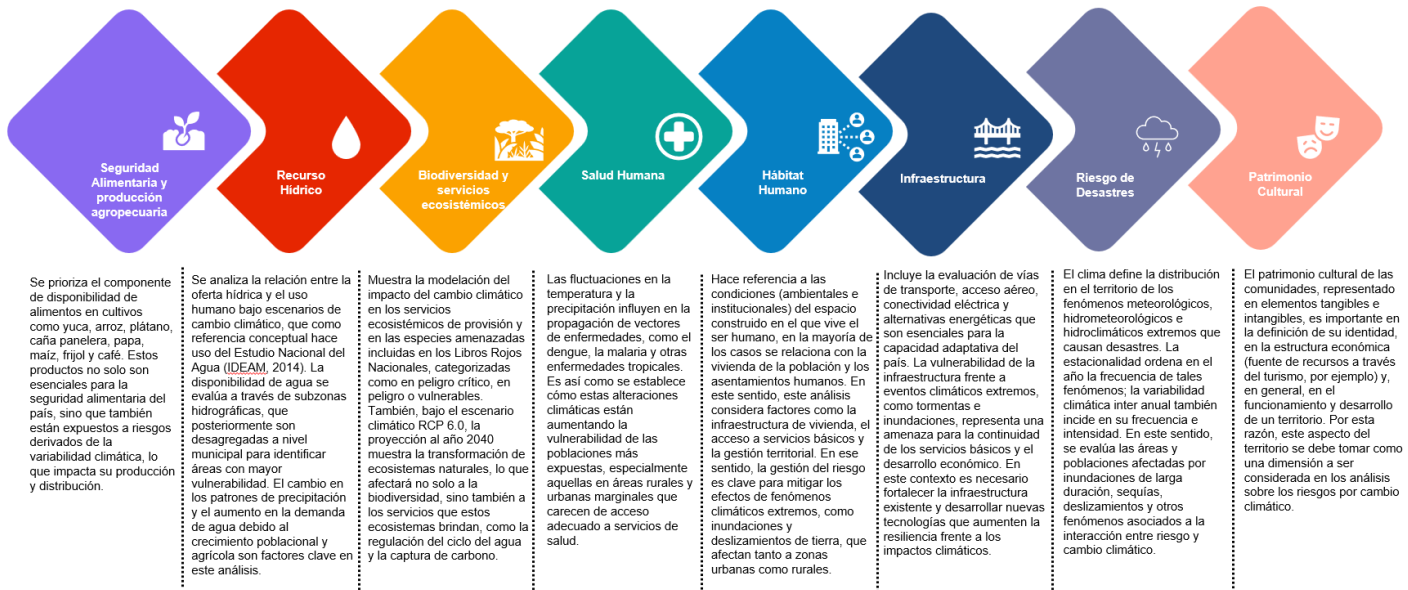 Seguridad
Alimentaria y
producción
agropecuaria
Recurso
Hídrico
Biodiversidad y
servicios
ecosistémicos
Salud Humana
Hábitat
Humano
Infraestructura
Riesgo de
Desastres
Patrimonio
Cultural
Se prioriza el componente
de disponibilidad de
alimentos en cultivos
como yuca, arroz, plátano,
caña panelera, papa,
maíz, frijol y café. Estos
productos no solo son
esenciales para la
seguridad alimentaria del
país, sino que también
están expuestos a riesgos
derivados de la
variabilidad climática, lo
que impacta su producción
y distribución.
Se analiza la relación entre la
oferta hídrica y el uso
humano bajo escenarios de
cambio climático, que como
referencia conceptual hace
uso del Estudio Nacional del
Agua (IDEAM, 2014). La
disponibilidad de agua se
evalúa a través de subzonas
hidrográficas, que
posteriormente son
desagregadas a nivel
municipal para identificar
áreas con mayor
vulnerabilidad. El cambio en
los patrones de precipitación
y el aumento en la demanda
de agua debido al
crecimiento poblacional y
agrícola son factores clave en
este análisis.
Muestra la modelación del
impacto del cambio climático
en los servicios
ecosistémicos de provisión y
en las especies amenazadas
incluidas en los Libros Rojos
Nacionales, categorizadas
como en peligro crítico, en
peligro o vulnerables.
También, bajo el escenario
climático RCP 6.0, la
proyección al año 2040
muestra la transformación de
ecosistemas naturales, lo que
afectará no solo a la
biodiversidad, sino también a
los servicios que estos
ecosistemas brindan, como la
regulación del ciclo del agua
y la captura de carbono.
Las fluctuaciones en la
temperatura y la
precipitación influyen en la
propagación de vectores
de enfermedades, como el
dengue, la malaria y otras
enfermedades tropicales.
Es así como se establece
cómo estas alteraciones
climáticas están
aumentando la
vulnerabilidad de las
poblaciones más
expuestas, especialmente
aquellas en áreas rurales y
urbanas marginales que
carecen de acceso
adecuado a servicios de
salud.
Hace referencia a las
condiciones (ambientales e
institucionales) del espacio
construido en el que vive el
ser humano, en la mayoría de
los casos se relaciona con la
vivienda de la población y los
asentamientos humanos. En
este sentido, este análisis
considera factores como la
infraestructura de vivienda, el
acceso a servicios básicos y
la gestión territorial. En ese
sentido, la gestión del riesgo
es clave para mitigar los
efectos de fenómenos
climáticos extremos, como
inundaciones y
deslizamientos de tierra, que
afectan tanto a zonas
urbanas como rurales.
Incluye la evaluación de vías
de transporte, acceso aéreo,
conectividad eléctrica y
alternativas energéticas que
son esenciales para la
capacidad adaptativa del
país. La vulnerabilidad de la
infraestructura frente a
eventos climáticos extremos,
como tormentas e
inundaciones, representa una
amenaza para la continuidad
de los servicios básicos y el
desarrollo económico. En
este contexto es necesario
fortalecer la infraestructura
existente y desarrollar nuevas
tecnologías que aumenten la
resiliencia frente a los
impactos climáticos.
El clima define la distribución
en el territorio de los
fenómenos meteorológicos,
hidrometeorológicos e
hidroclimáticos extremos que
causan desastres. La
estacionalidad ordena en el
año la frecuencia de tales
fenómenos; la variabilidad
climática inter anual también
incide en su frecuencia e
intensidad. En este sentido,
se evalúa las áreas y
poblaciones afectadas por
inundaciones de larga
duración, sequías,
deslizamientos y otros
fenómenos asociados a la
interacción entre riesgo y
cambio climático.
El patrimonio cultural de las
comunidades, representado
en elementos tangibles e
intangibles, es importante en
la definición de su identidad,
en la estructura económica
(fuente de recursos a través
del turismo, por ejemplo) y,
en general, en el
funcionamiento y desarrollo
de un territorio. Por esta
razón, este aspecto del
territorio se debe tomar como
una dimensión a ser
considerada en los análisis
sobre los riesgos por cambio
climático.